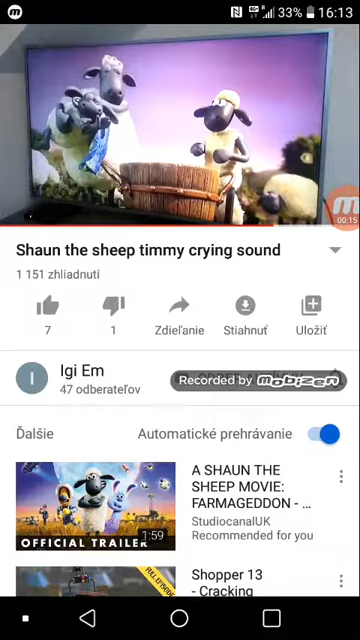 33% 16:13
00:15
Shaun the sheep timmy crying sound
1 151 zhliadnutí
7
1
Zdieľanie
Stiahnuť
Uložiť
I
Igi Em
47 odberateľov
Recorded by mobizen
Ďalšie
Automatické prehrávanie
A SHAUN THE
SHEEP MOVIE:
FARMAGEDDON - ...
StudiocanalUK
Recommended for you
OFFICIAL TRAILER
1:59
FULL EPISODE
Shopper 13
- Cracking